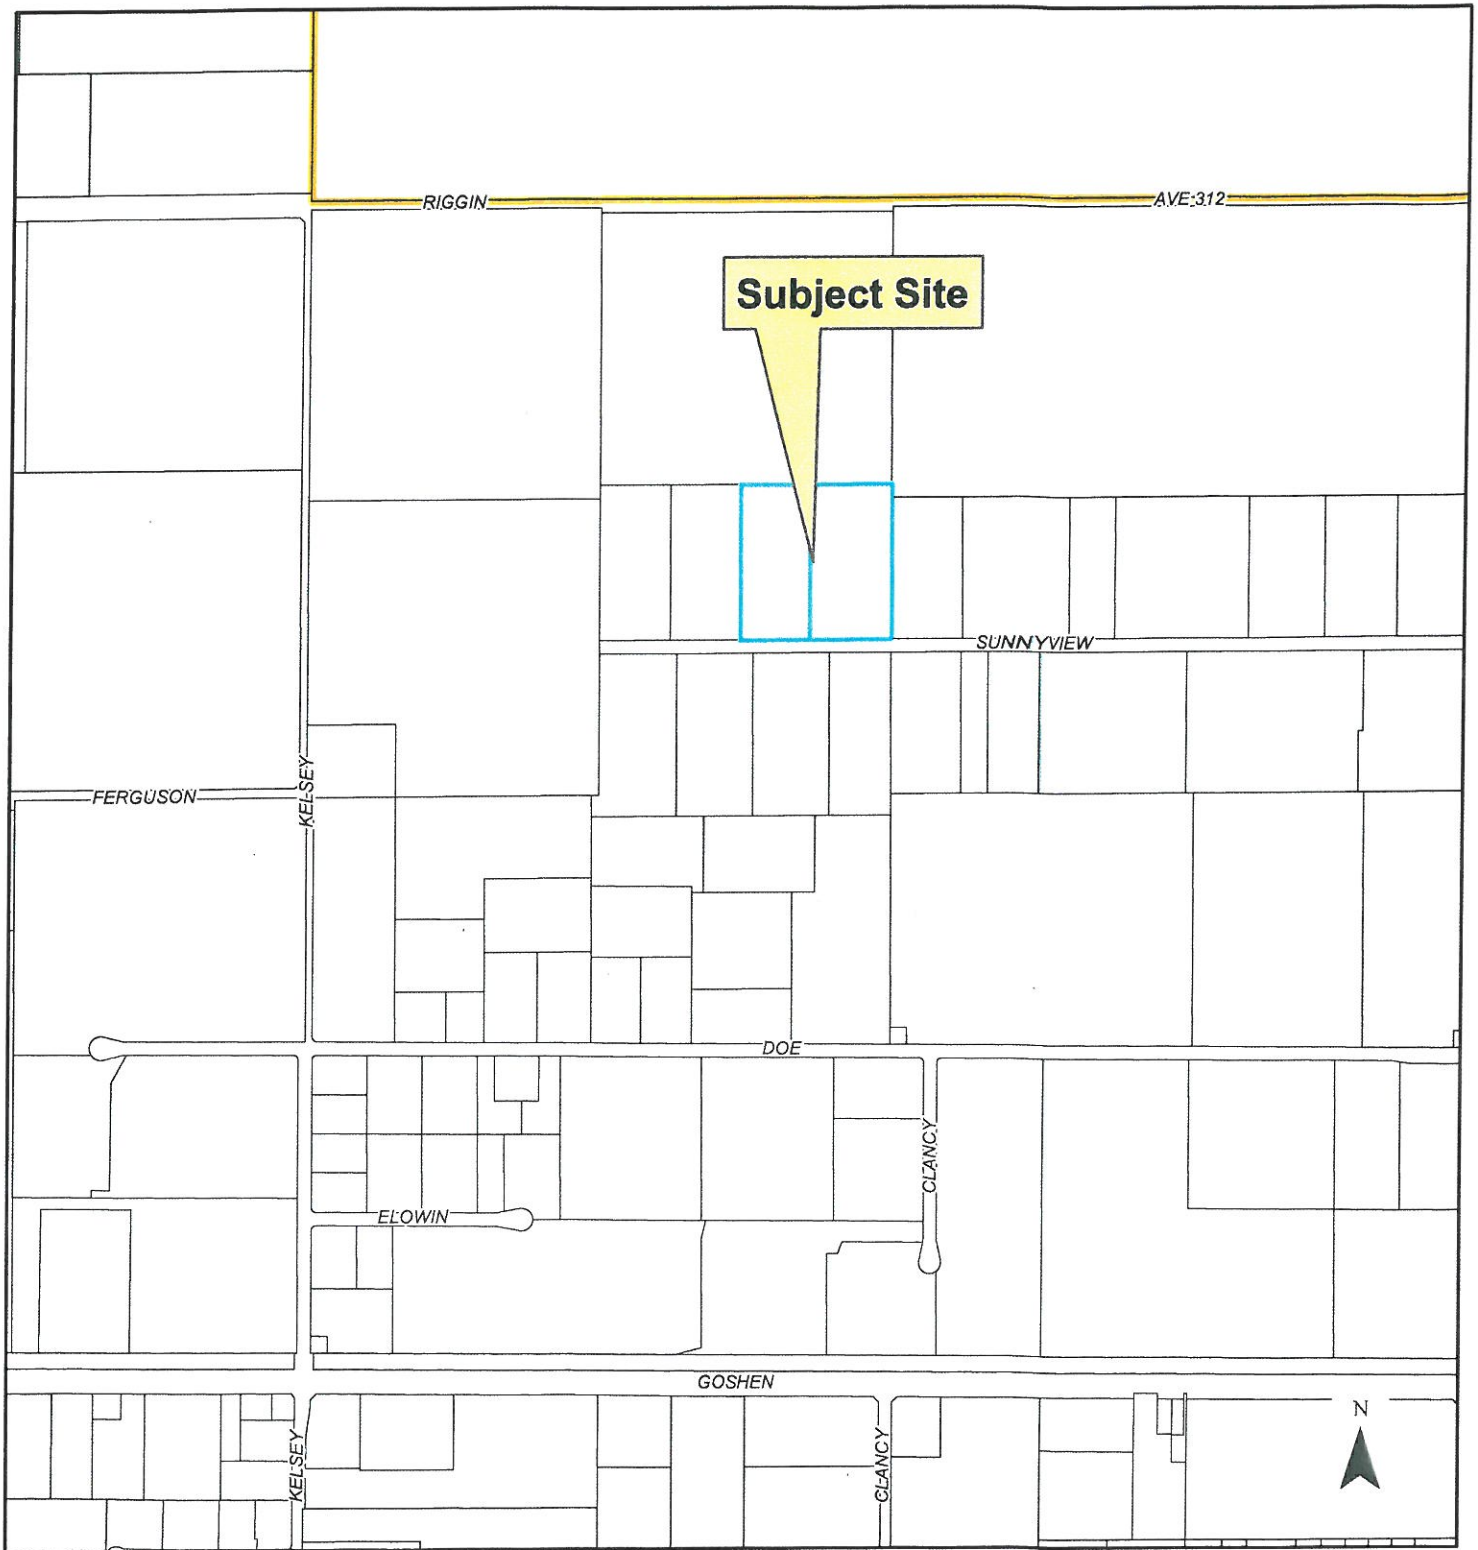 RIGGIN
AVE 312
Subject Site
SUNNYVIEW
KELSEY
FERGUSON
DOE
CLANCY
ELOWIN
GOSHEN
N
KELSEY
CLANCY